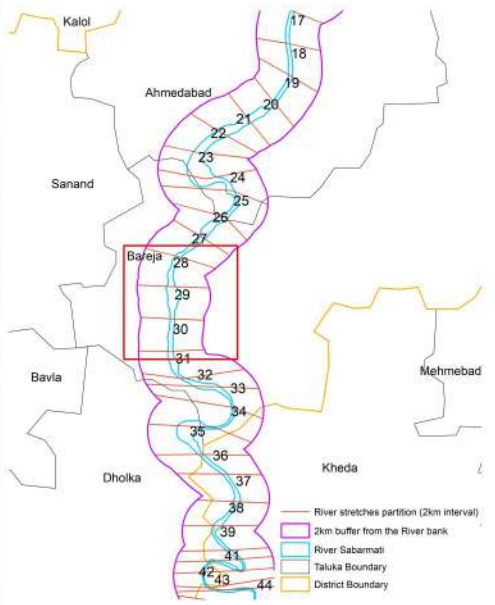 Kalol
17
18
19
Ahmedabad
20
21
22
23
24
Sanand
25
26
27
Bareja
28
29
30
31
Bavla
32
Mehmebad
33
34
35
36
Kheda
Dholka
37
38
39
41
42
43
44
River stretches partition (2km interval)
2km buffer from the River bank
River Sabarmati
Taluka Boundary
District Boundary